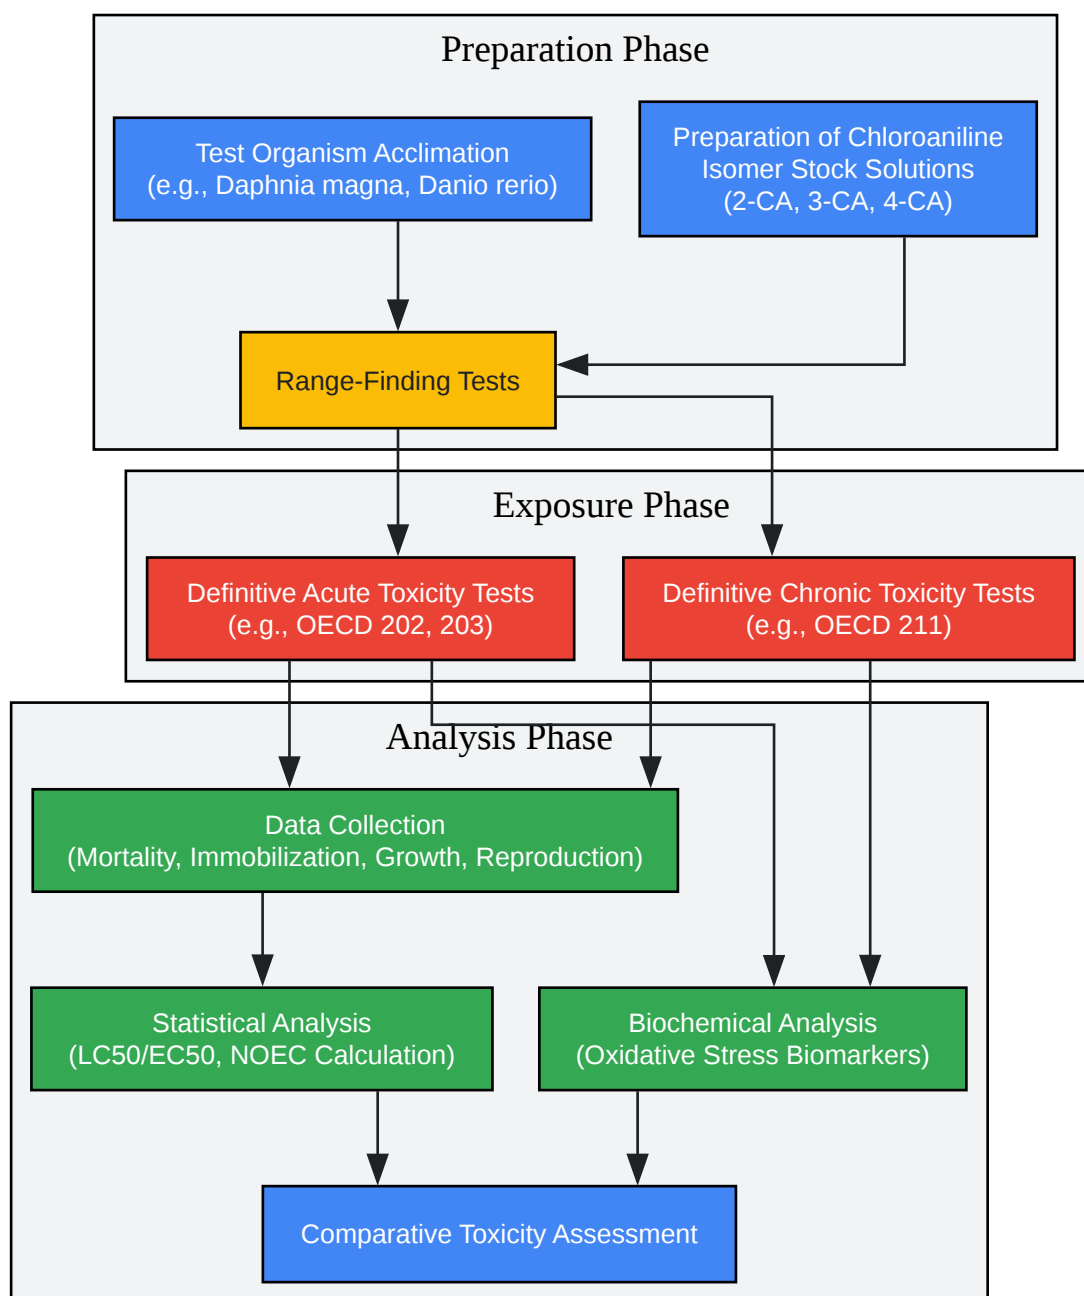 Preparation Phase
Test Organism Acclimation
(e.g., Daphnia magna, Danio rerio)
Preparation of Chloroaniline
Isomer Stock Solutions
(2-CA, 3-CA, 4-CA)
Range-Finding Tests
Exposure Phase
Definitive Acute Toxicity Tests
(e.g., OECD 202, 203)
Definitive Chronic Toxicity Tests
(e.g., OECD 211)
Analysis Phase
Data Collection
(Mortality, Immobilization, Growth, Reproduction)
Statistical Analysis
(LC50/EC50, NOEC Calculation)
Biochemical Analysis
(Oxidative Stress Biomarkers)
Comparative Toxicity Assessment